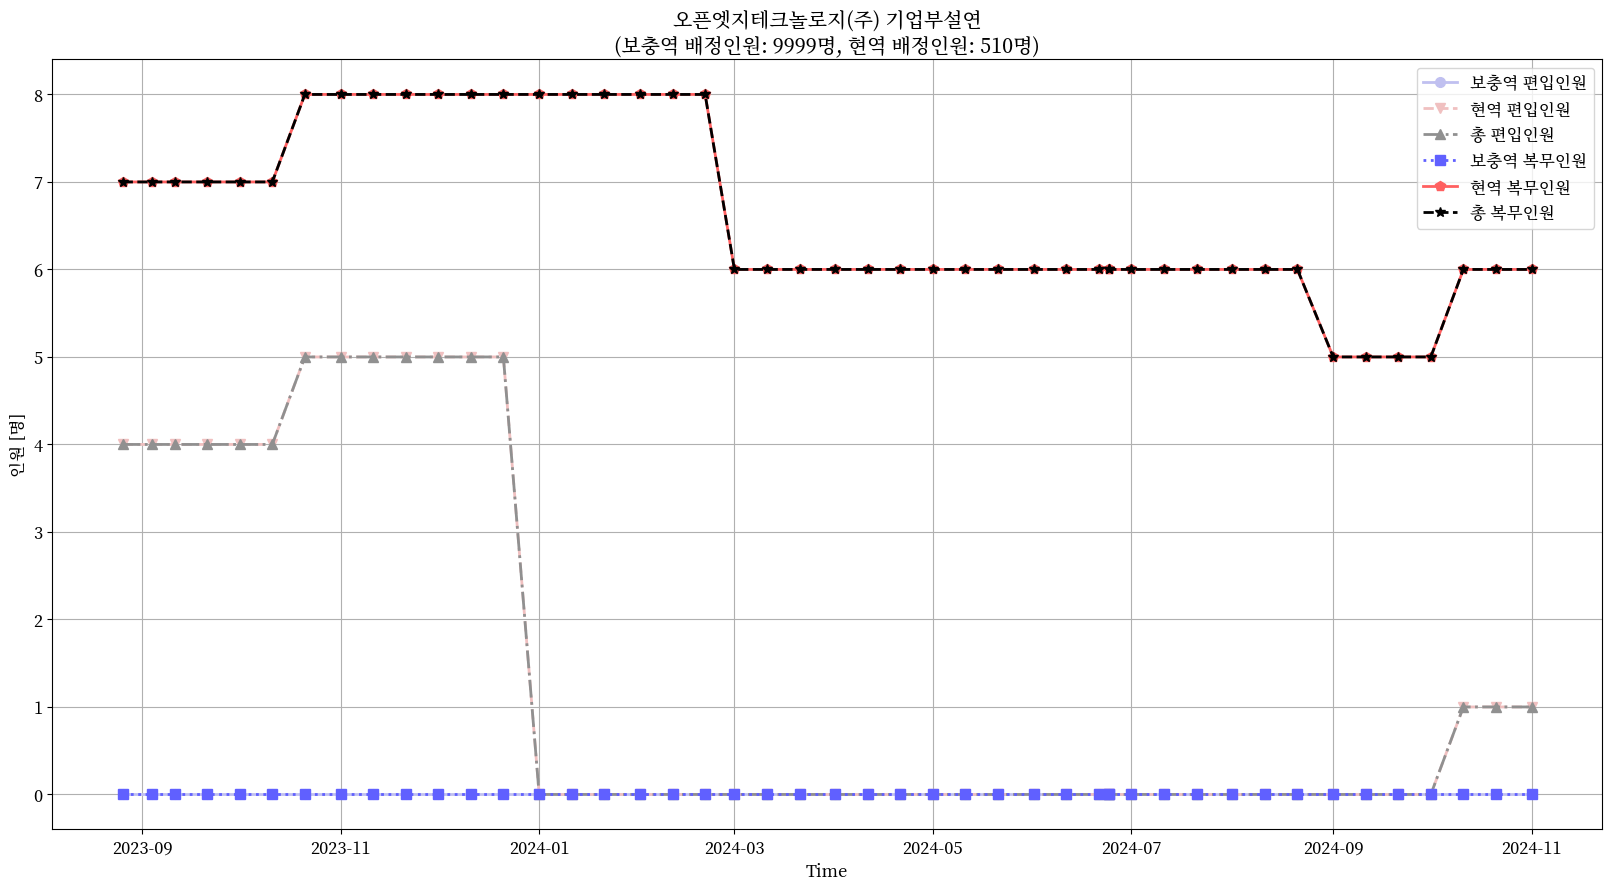 오픈엣지테크놀로지(주) 기업부설연
(보충역 배정인원: 9999명, 현역 배정인원: 510명)
보충역 편입인원
현역 편입인원
총 편입인원
보충역 복무인원
현역 복무인원
총 복무인원
인원 [명]
8
7
6
5
4
3
2
1
0
2023-09
2023-11
2024-01
2024-03
2024-05
2024-07
2024-09
2024-11
Time